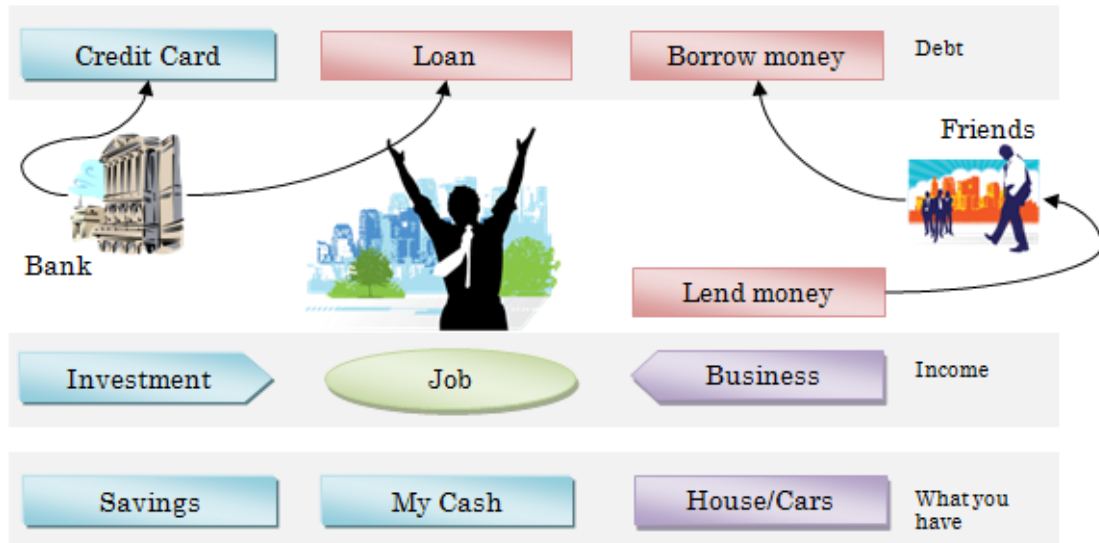 Credit Card
Loan
Borrow money
Debt
Friends
Bank
Lend money
Investment
Job
Business
Income
Savings
My Cash
House/Cars
What you
have